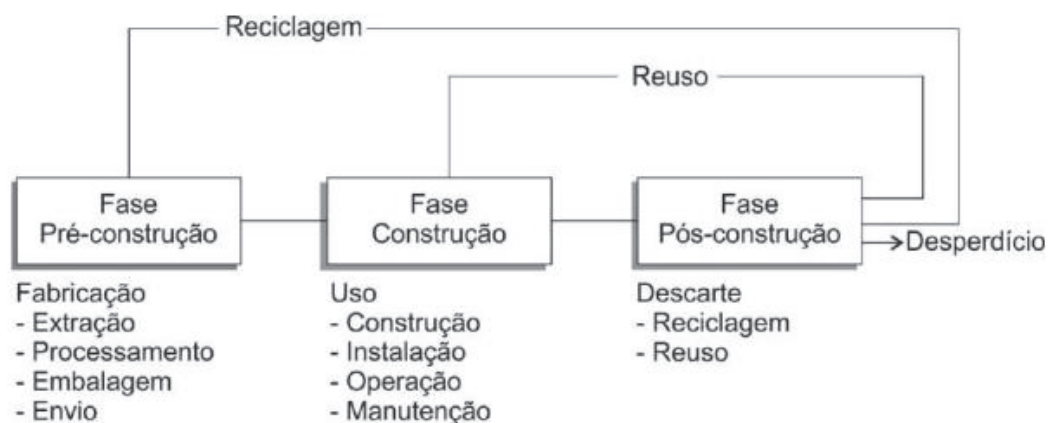 Reciclagem
Reuso
Fase
Pré-construção
Fase
Construção
Fase
Pós-construção
Desperdício
Fabricação
- Extração
- Processamento
- Embalagem
- Envio
Uso
- Construção
- Instalação
- Operação
- Manutenção
Descarte
- Reciclagem
- Reuso